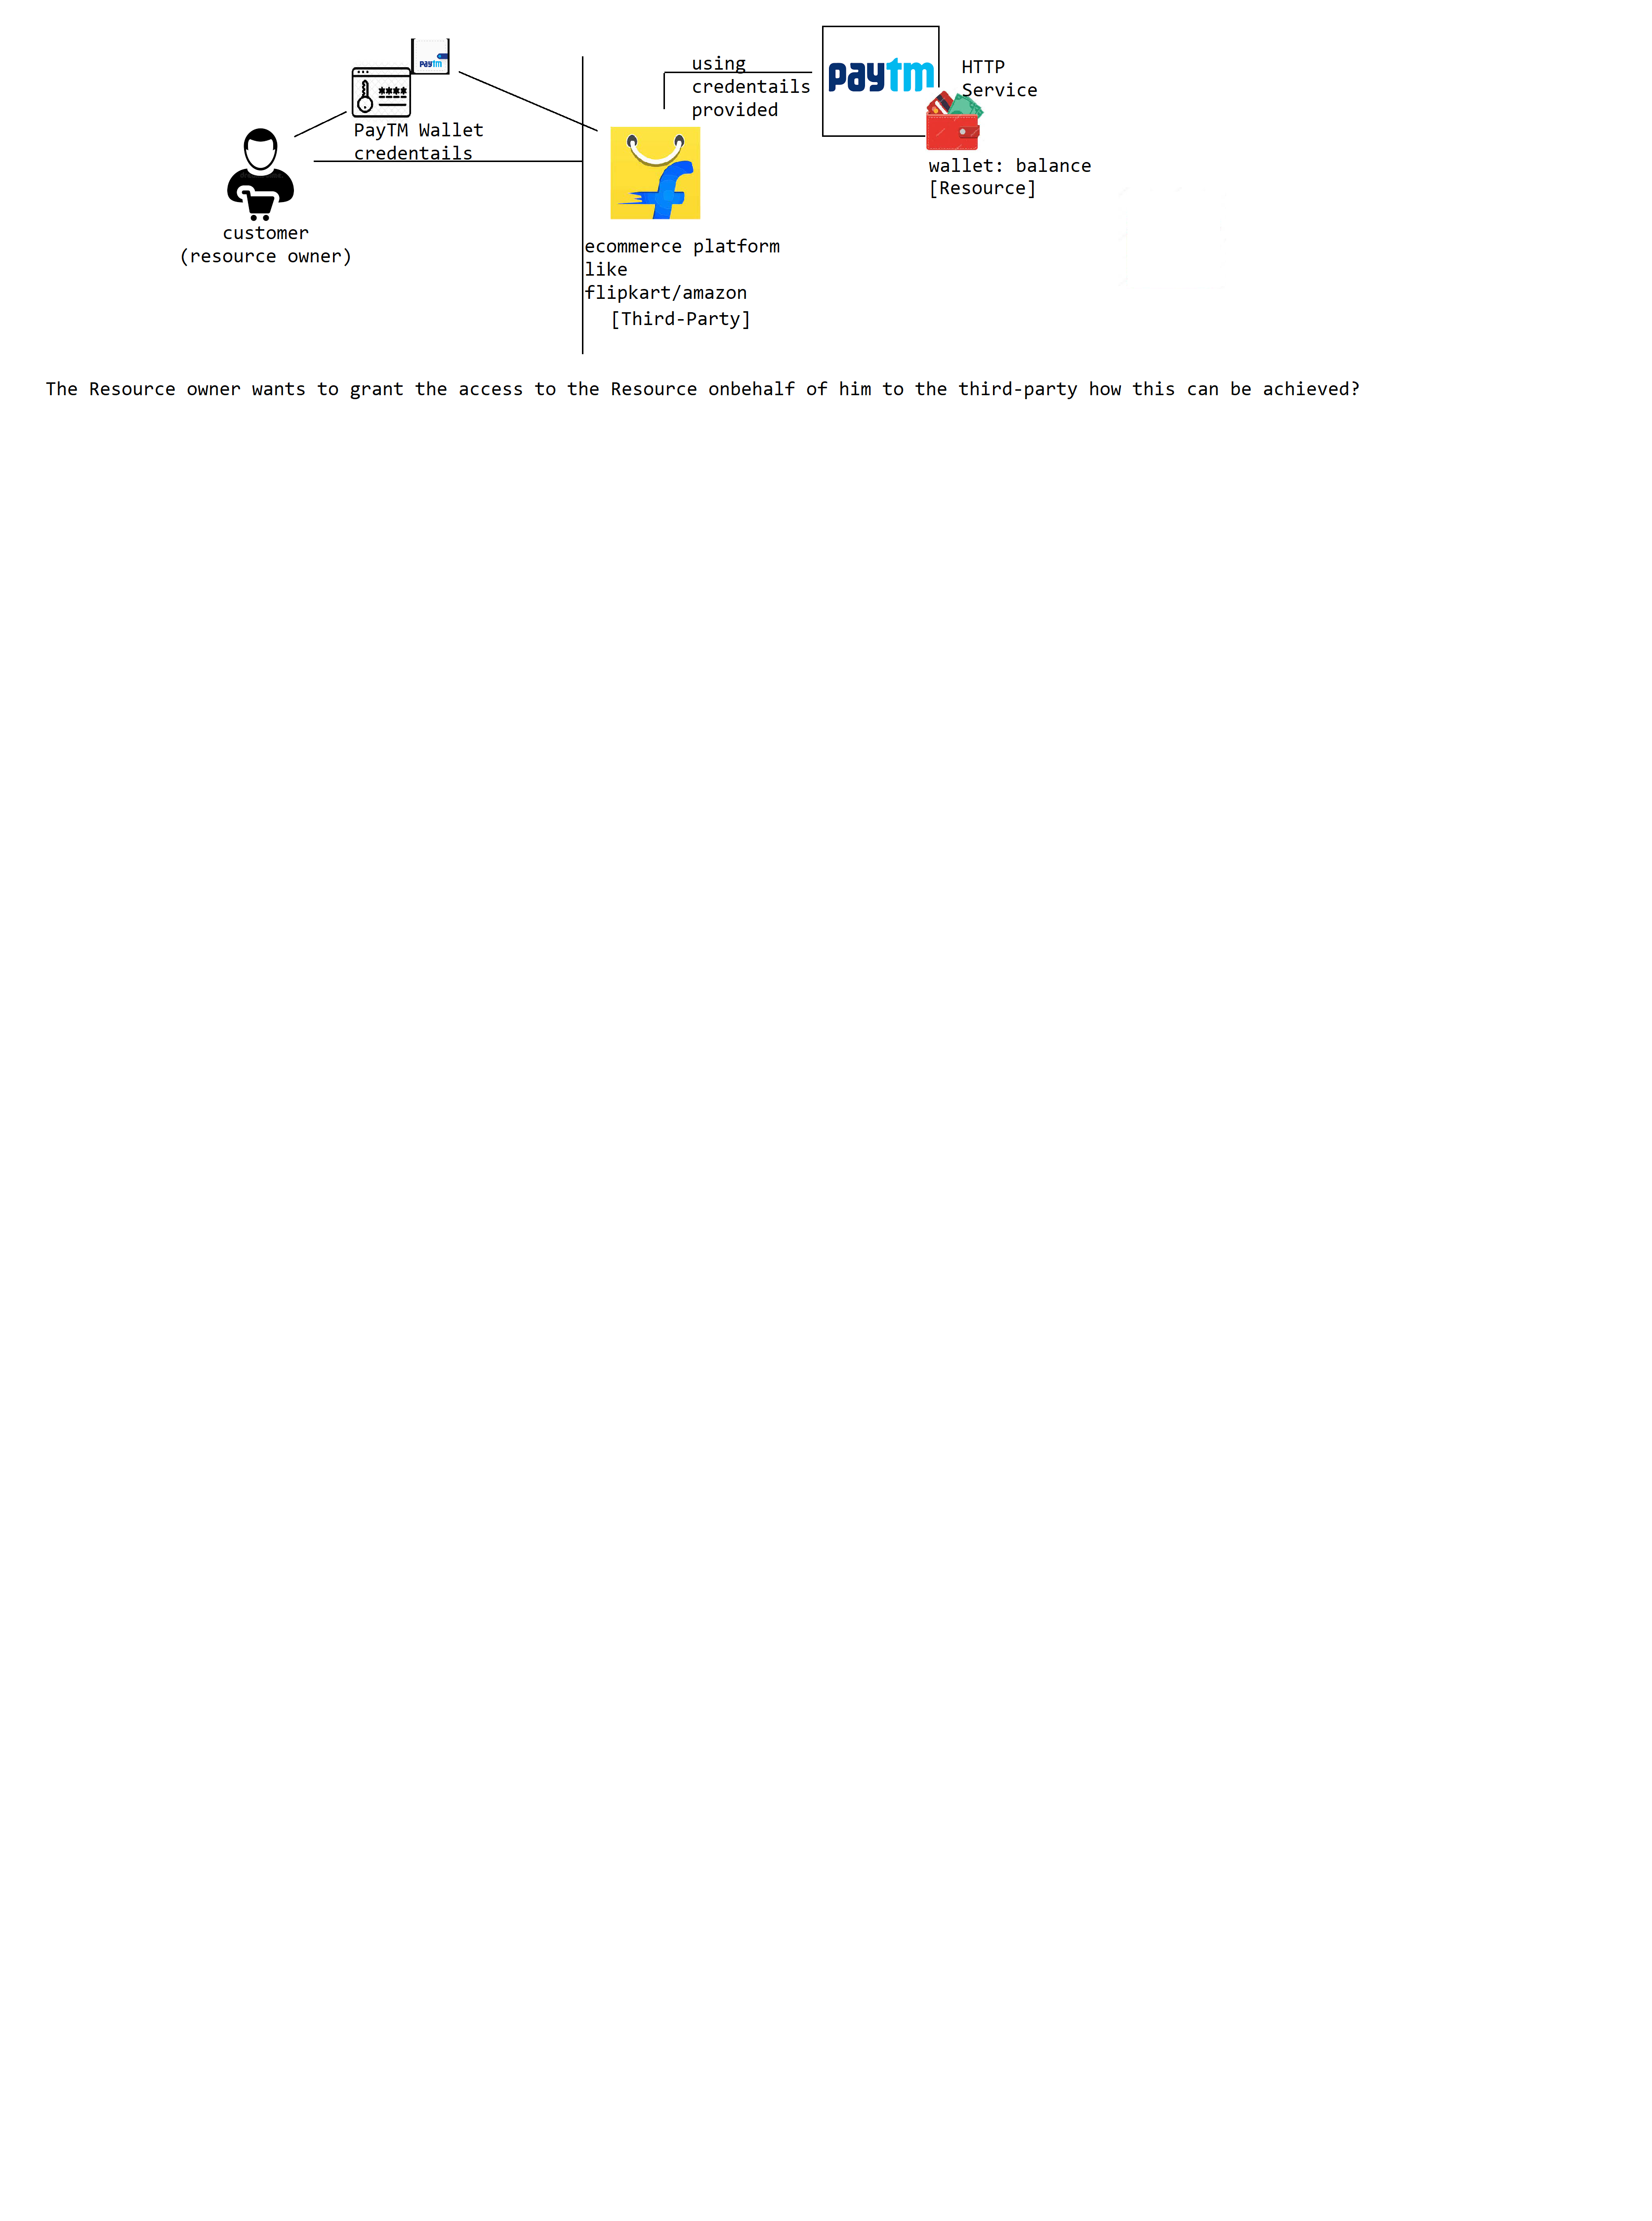 paytm
PayTM Wallet
credentails
customer
(resource owner)
using
credentails
provided
ecommerce platform
like
flipkart/amazon
[Third-Party]
paytm
HTTP
Service
wallet: balance
[Resource]
The Resource owner wants to grant the access to the Resource onbehalf of him to the third-party how this can be achieved?